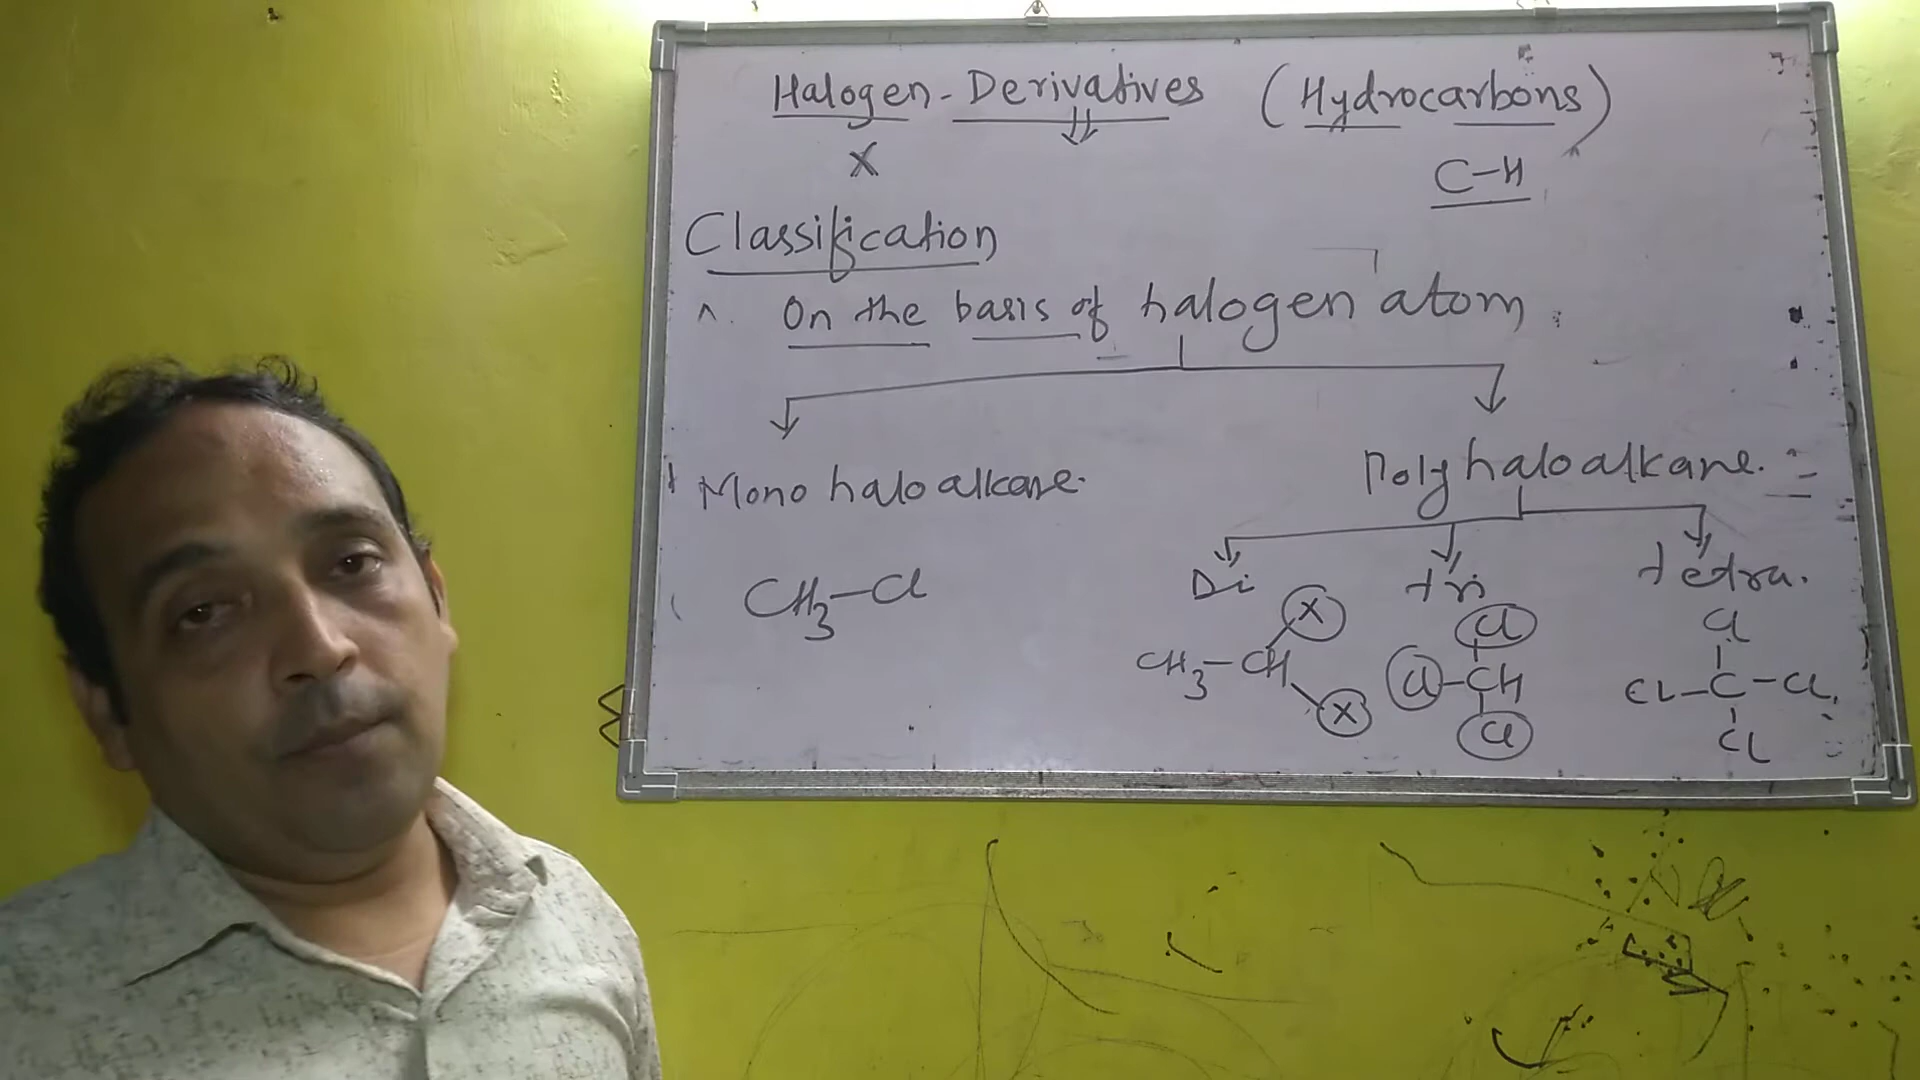 Halogen - Derivatives (Hydrocarbons)
X C-H
Classification
On the basis of halogen atom
Mono haloalkane. Polyhaloalkane.
Di tri tetra.
CH3-Cl
X Cl Cl
CH3-CH Cl-CH Cl-C-Cl
X Cl Cl